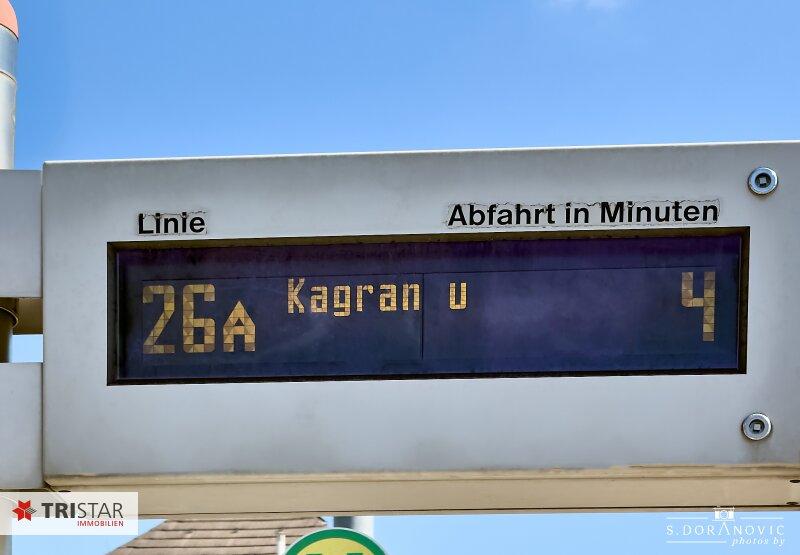 Linie Abfahrt in Minuten
26A Kagran U 4
TRISTAR
IMMOBILIEN
S.DORANOVIC
photos by